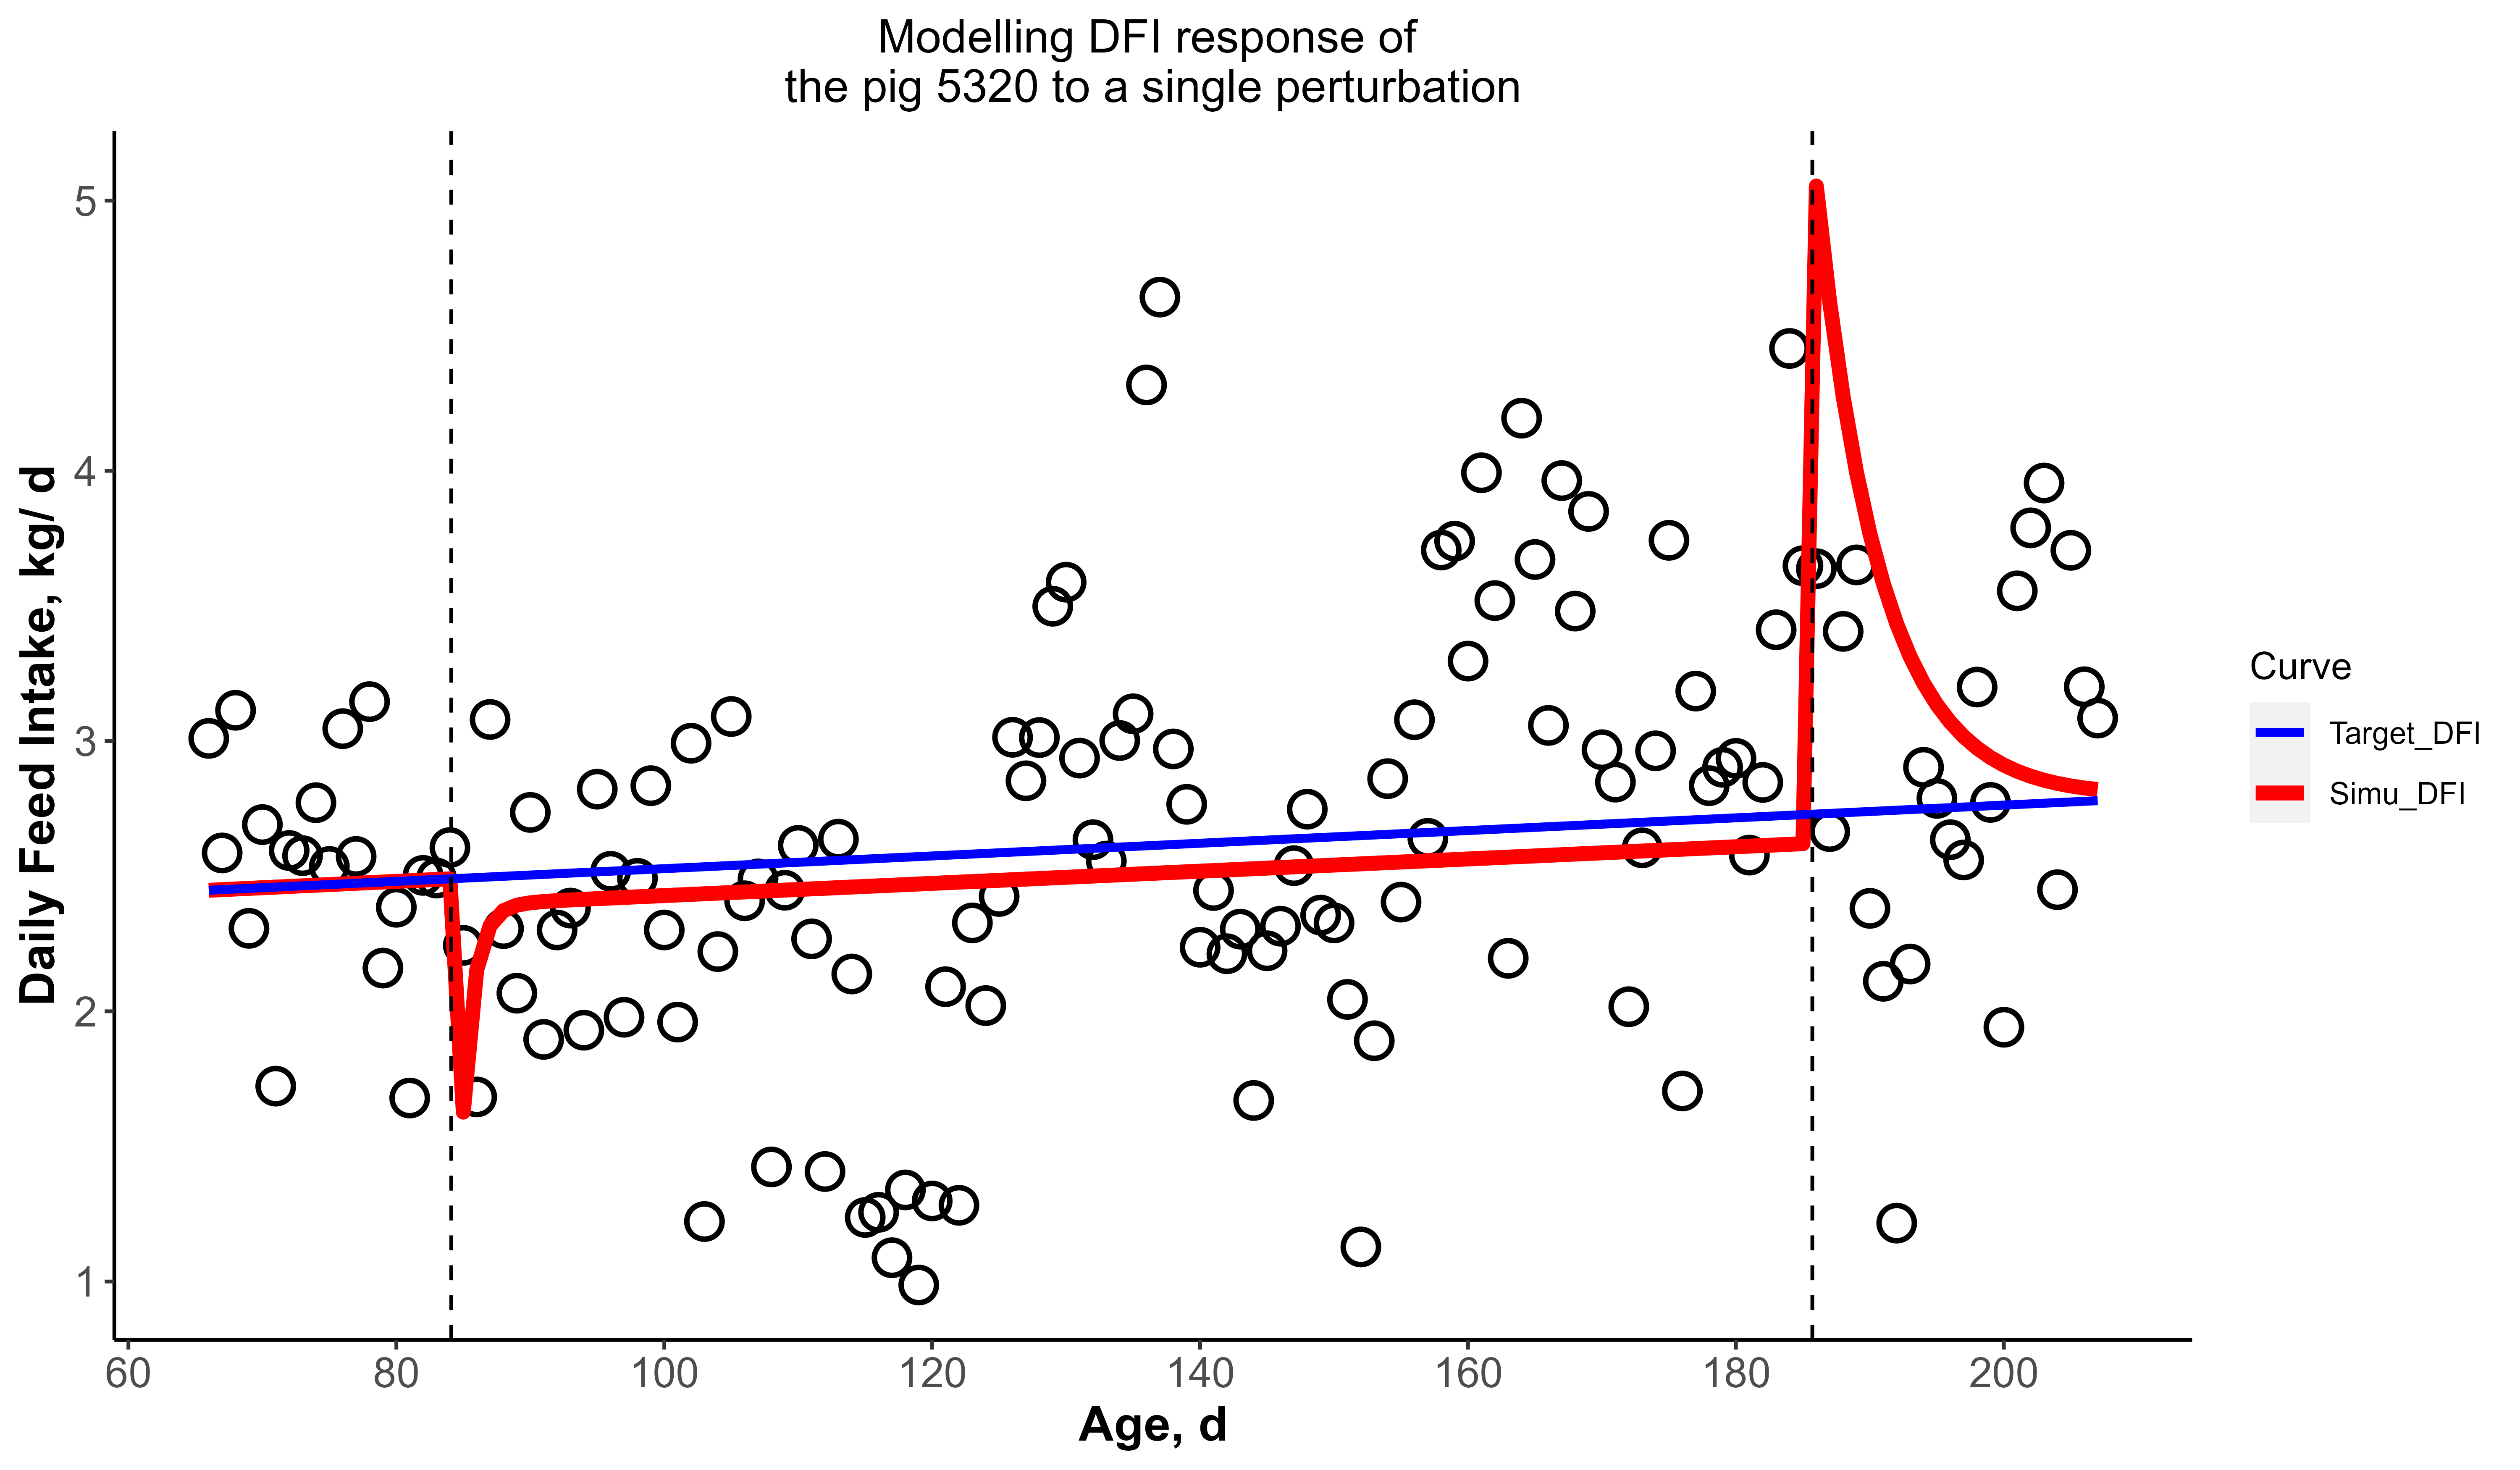 Modelling DFI response of
the pig 5320 to a single perturbation
Daily Feed Intake, kg/ d
5
4
3
2
1
60 80 100 120 140 160 180 200
Age, d
Curve
Target_DFI
Simu_DFI